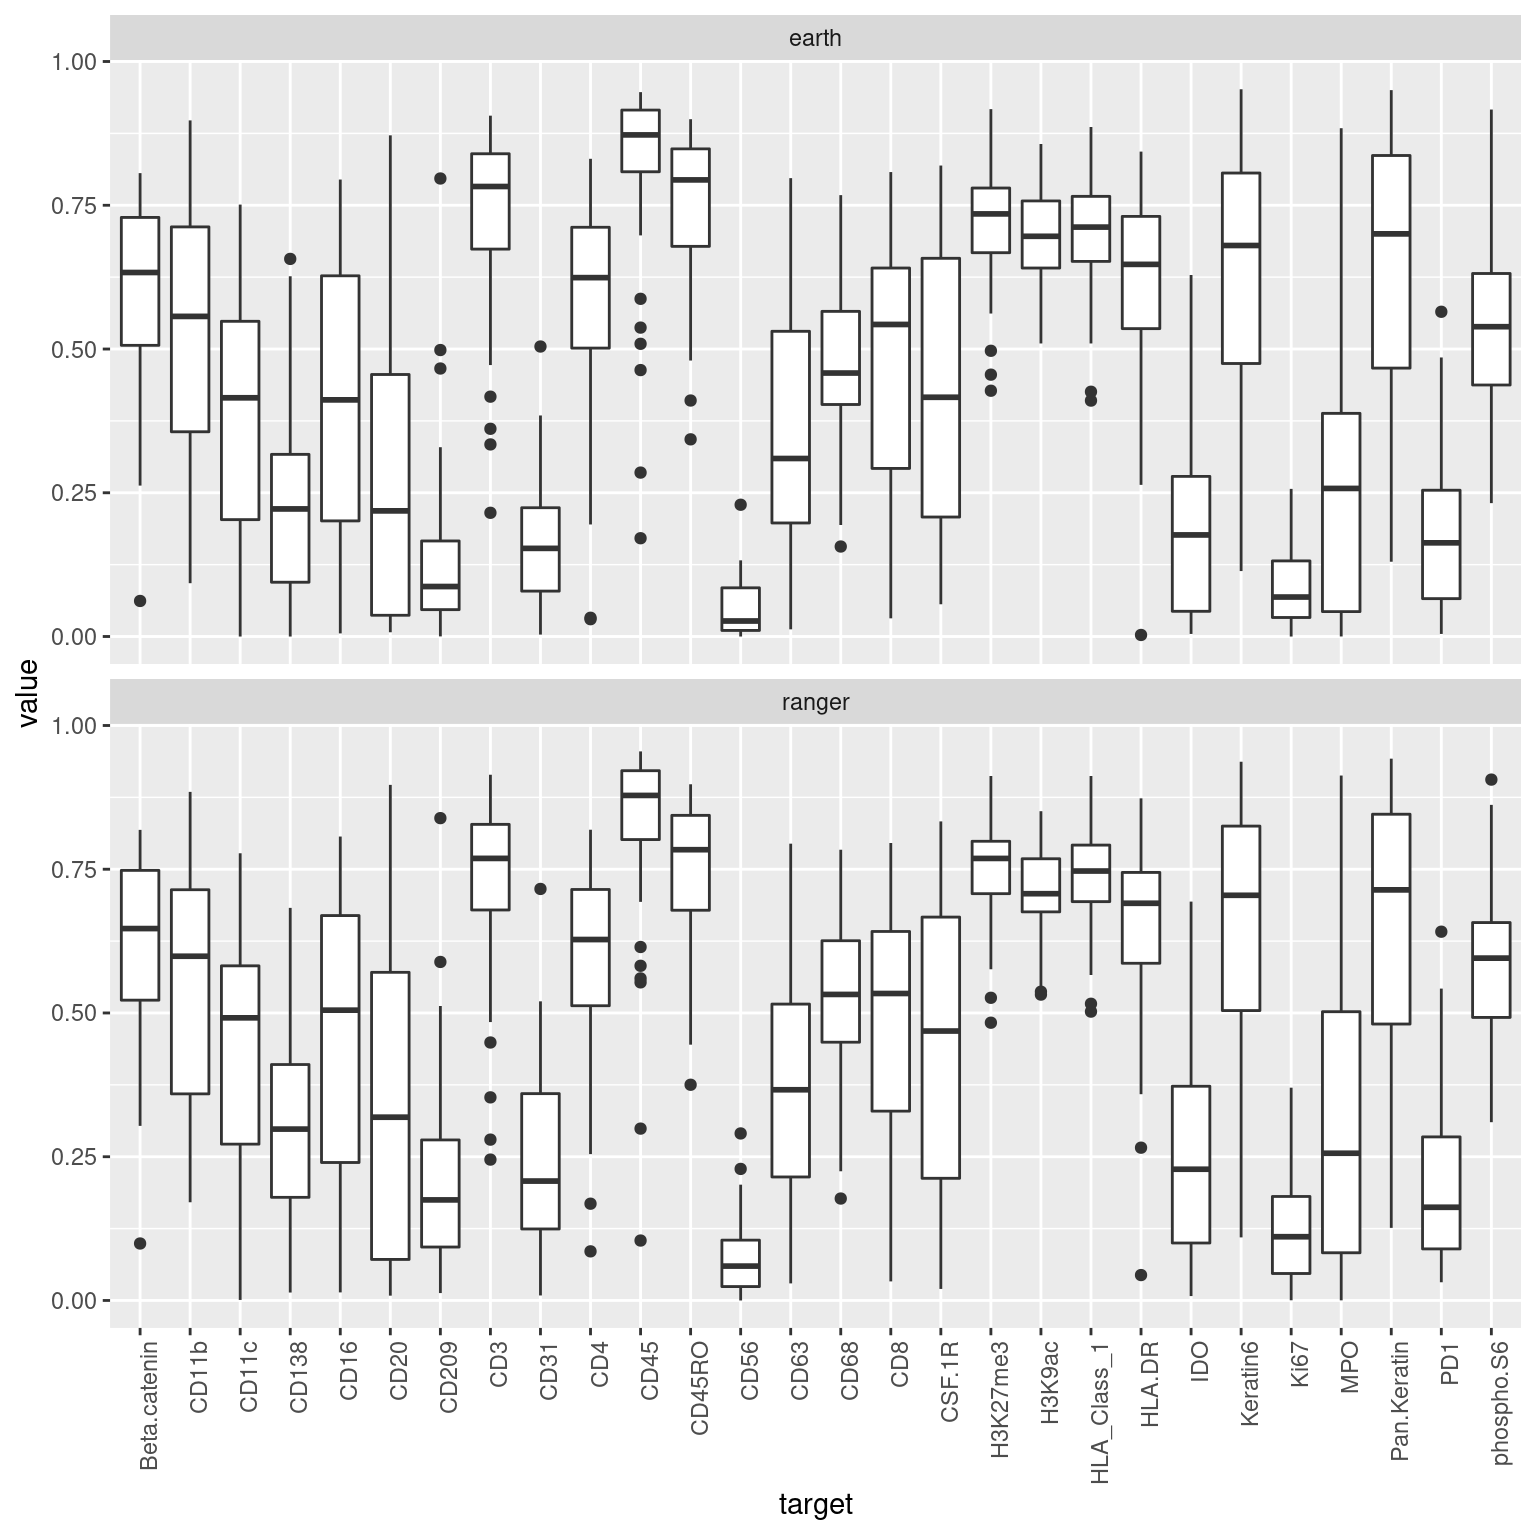 earth
1.00
0.75
0.50
0.25
0.00
value
ranger
1.00
0.75
0.50
0.25
0.00
Beta.catenin
CD11b
CD11c
CD138
CD16
CD20
CD209
CD3
CD31
CD4
CD45
CD45RO
CD56
CD63
CD68
CD8
CSF.1R
H3K27me3
H3K9ac
HLA_Class_1
HLA.DR
IDO
Keratin6
Ki67
MPO
Pan.Keratin
PD1
phospho.S6
target